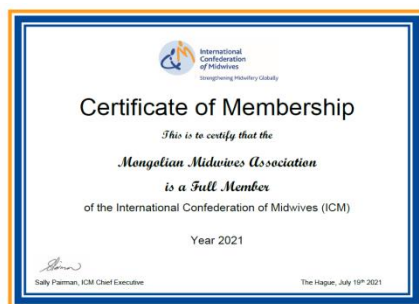 International
Confederation
of Midwives
Strengthening Midwifery Globally
Certificate of Membership
This is to certify that the
Mongolian Midwives Association
is a Full Member
of the International Confederation of Midwives (ICM)
Year 2021
Sally Pairman, ICM Chief Executive
The Hague, July 19th 2021